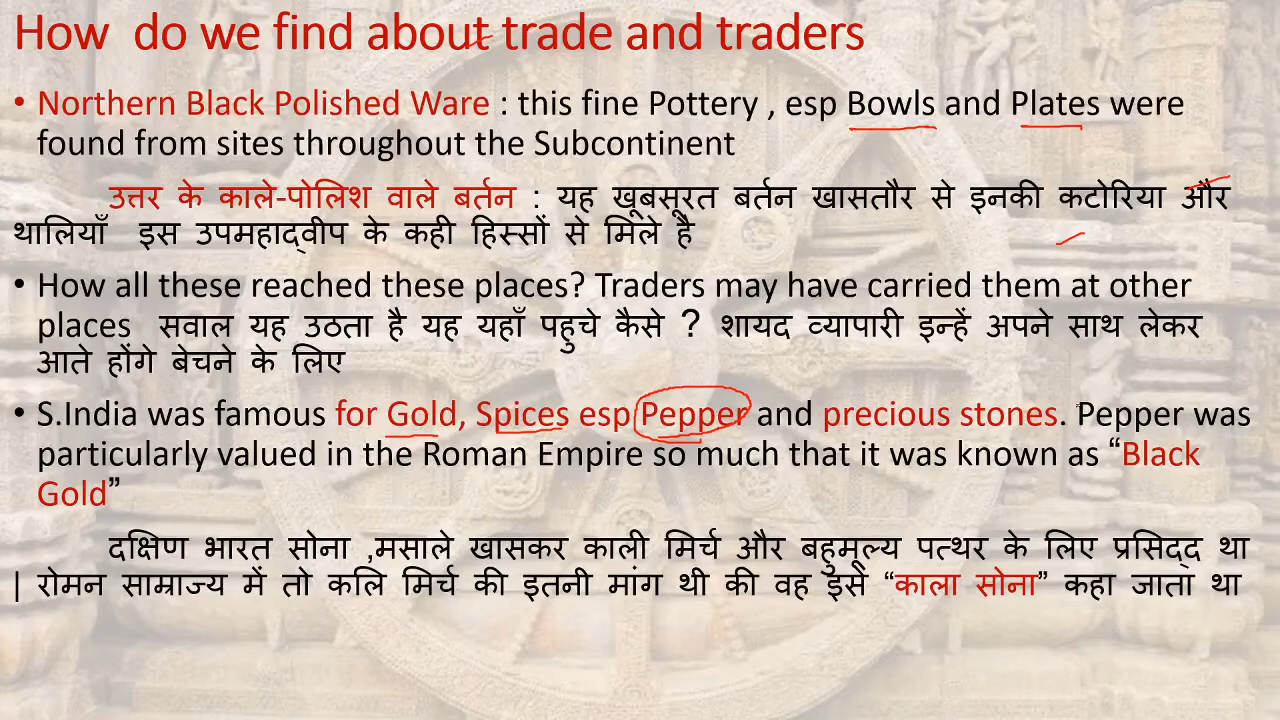 How do we find about trade and traders
• Northern Black Polished Ware : this fine Pottery , esp Bowls and Plates were
found from sites throughout the Subcontinent
उत्तर के काले-पोलिश वाले बर्तन : यह खूबसूरत बर्तन खासतौर से इनकी कटोरिया और
थालियाँ इस उपमहाद्वीप के कही हिस्सों से मिले है
• How all these reached these places? Traders may have carried them at other
places सवाल यह उठता है यह यहाँ पहुचे कैसे ? शायद व्यापारी इन्हें अपने साथ लेकर
आते होंगे बेचने के लिए
• S.India was famous for Gold, Spices esp Pepper and precious stones. Pepper was
particularly valued in the Roman Empire so much that it was known as “Black
Gold”
दक्षिण भारत सोना ,मसाले खासकर काली मिर्च और बहुमूल्य पत्थर के लिए प्रसिद्द था
| रोमन साम्राज्य में तो कलि मिर्च की इतनी मांग थी की वह इसे “काला सोना” कहा जाता था